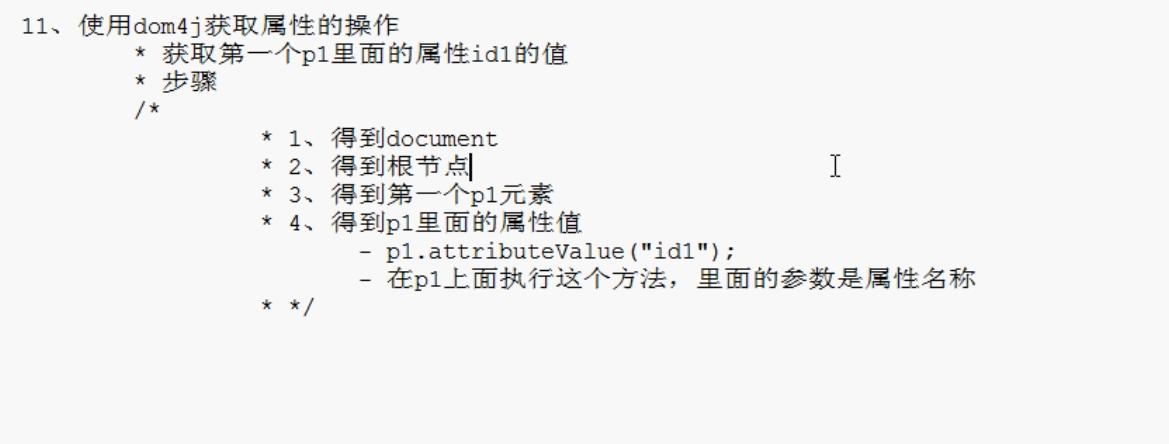 11、使用dom4j获取属性的操作
* 获取第一个p1里面的属性id1的值
* 步骤
/*
* 1、得到document
* 2、得到根节点
* 3、得到第一个p1元素
* 4、得到p1里面的属性值
- p1.attributeValue("id1");
- 在p1上面执行这个方法，里面的参数是属性名称
* */